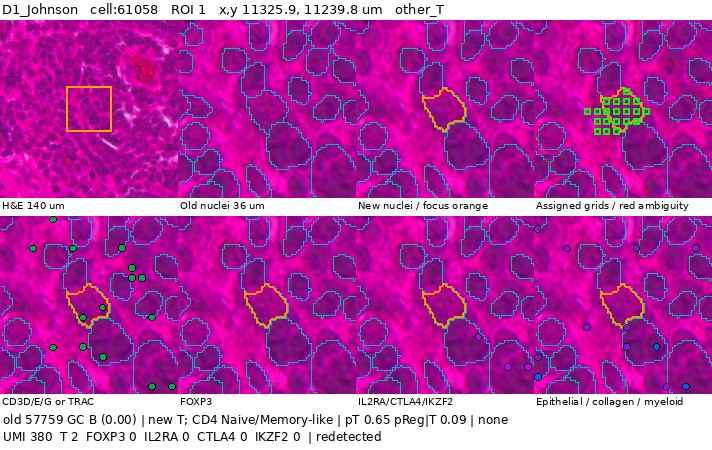 D1_Johnson cell:61058 ROI 1 x,y 11325.9, 11239.8 um other_T
H&E 140 um
Old nuclei 36 um
New nuclei / focus orange
Assigned grids / red ambiguity
CD3D/E/G or TRAC
FOXP3
IL2RA/CTLA4/IKZF2
Epithelial / collagen / myeloid
old 57759 GC B (0.00) | new T; CD4 Naive/Memory-like | pT 0.65 pReg|T 0.09 | none
UMI 380 T 2 FOXP3 0 IL2RA 0 CTLA4 0 IKZF2 0 | redetected